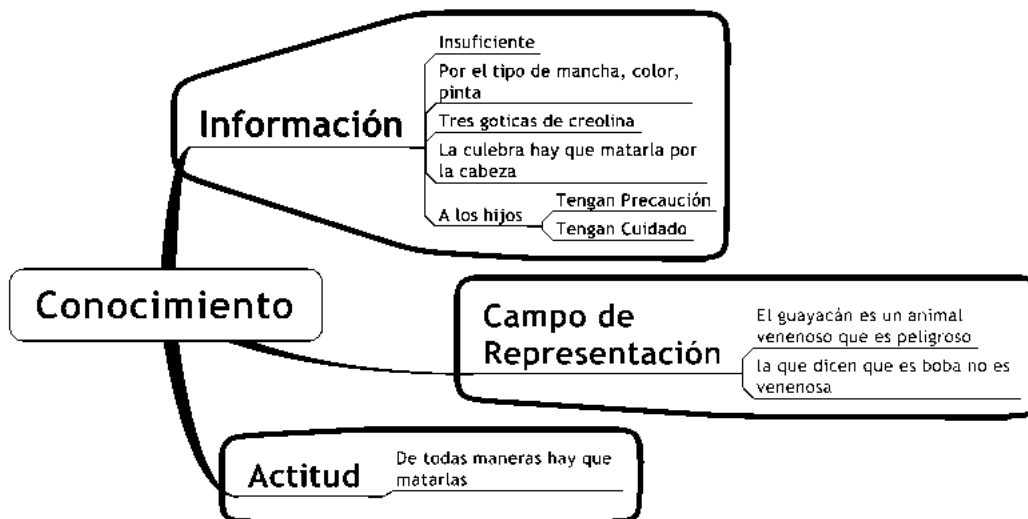 Insuficiente
Por el tipo de mancha, color,
pinta
Información
Tres goticas de creolina
La culebra hay que matarla por
la cabeza
A los hijos
Tengan Precaución
Tengan Cuidado
Conocimiento
Campo de
Representación
El guayacán es un animal
venenoso que es peligroso
la que dicen que es boba no es
venenosa
Actitud
De todas maneras hay que
matarlas